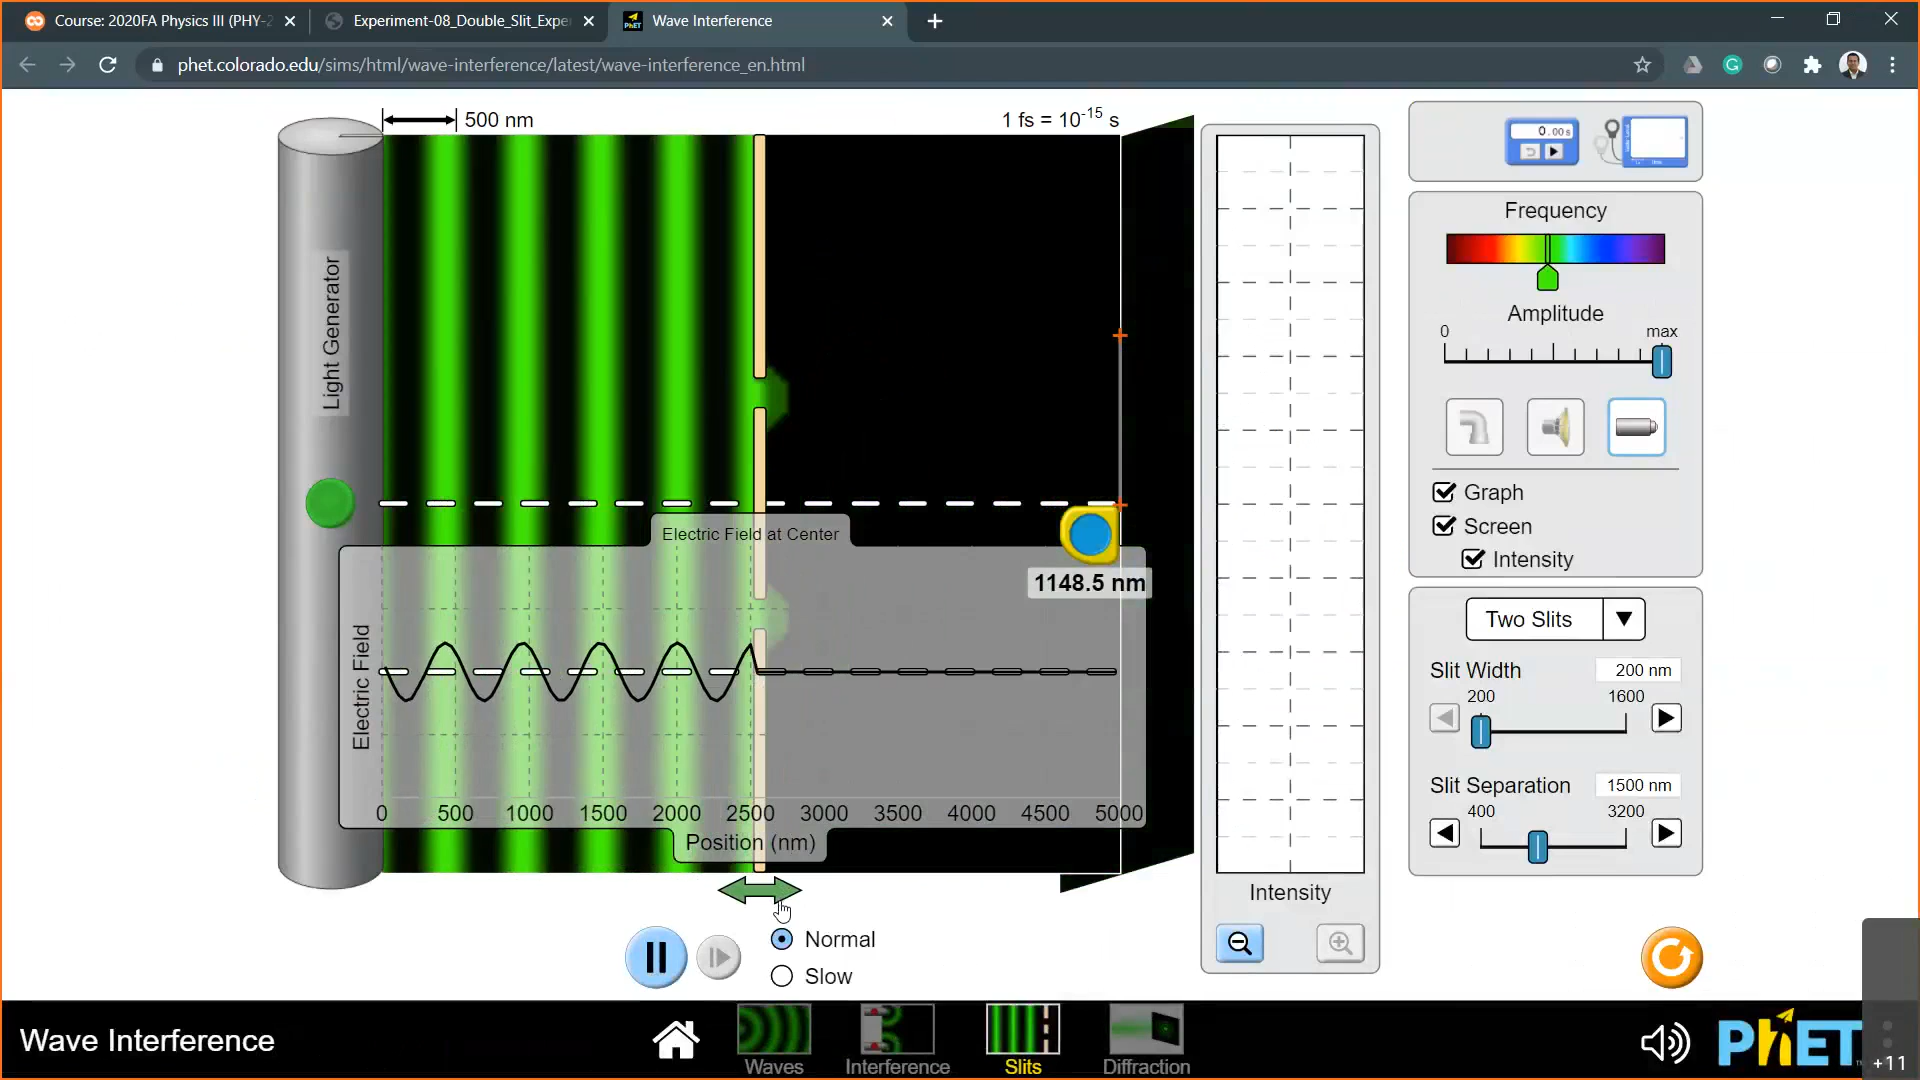 Course: 2020FA Physics III (PHY-2
Experiment-08_Double_Slit_Expe
Wave Interference
phet.colorado.edu/sims/html/wave-interference/latest/wave-interference_en.html
500 nm
1 fs = 10⁻¹⁵ s
0.00 s
Frequency
Light Generator
Amplitude
0
max
Graph
Screen
Intensity
Electric Field at Center
1148.5 nm
Electric Field
0 500 1000 1500 2000 2500 3000 3500 4000 4500 5000
Position (nm)
Two Slits
Slit Width
200 nm
200
1600
Slit Separation
1500 nm
400
3200
Intensity
Normal
Slow
Wave Interference
Waves
Interference
Slits
Diffraction
PhET
+11